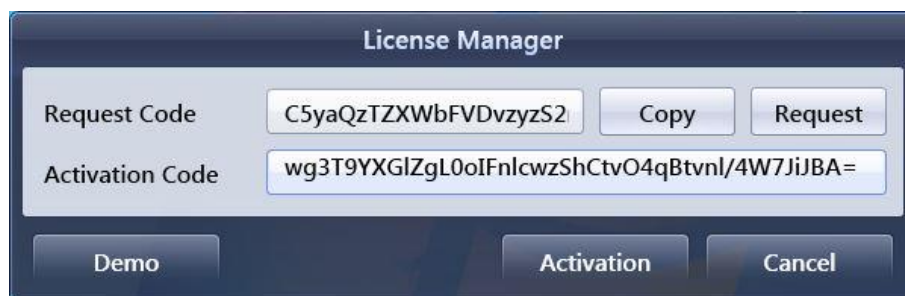 License Manager
Request Code C5yaQzTZXWbFVDvzyzS2 Copy Request
Activation Code wg3T9YXGlZgL0oIFnlcwzShCtvO4qBtvnl/4W7JiJBA=
Demo Activation Cancel